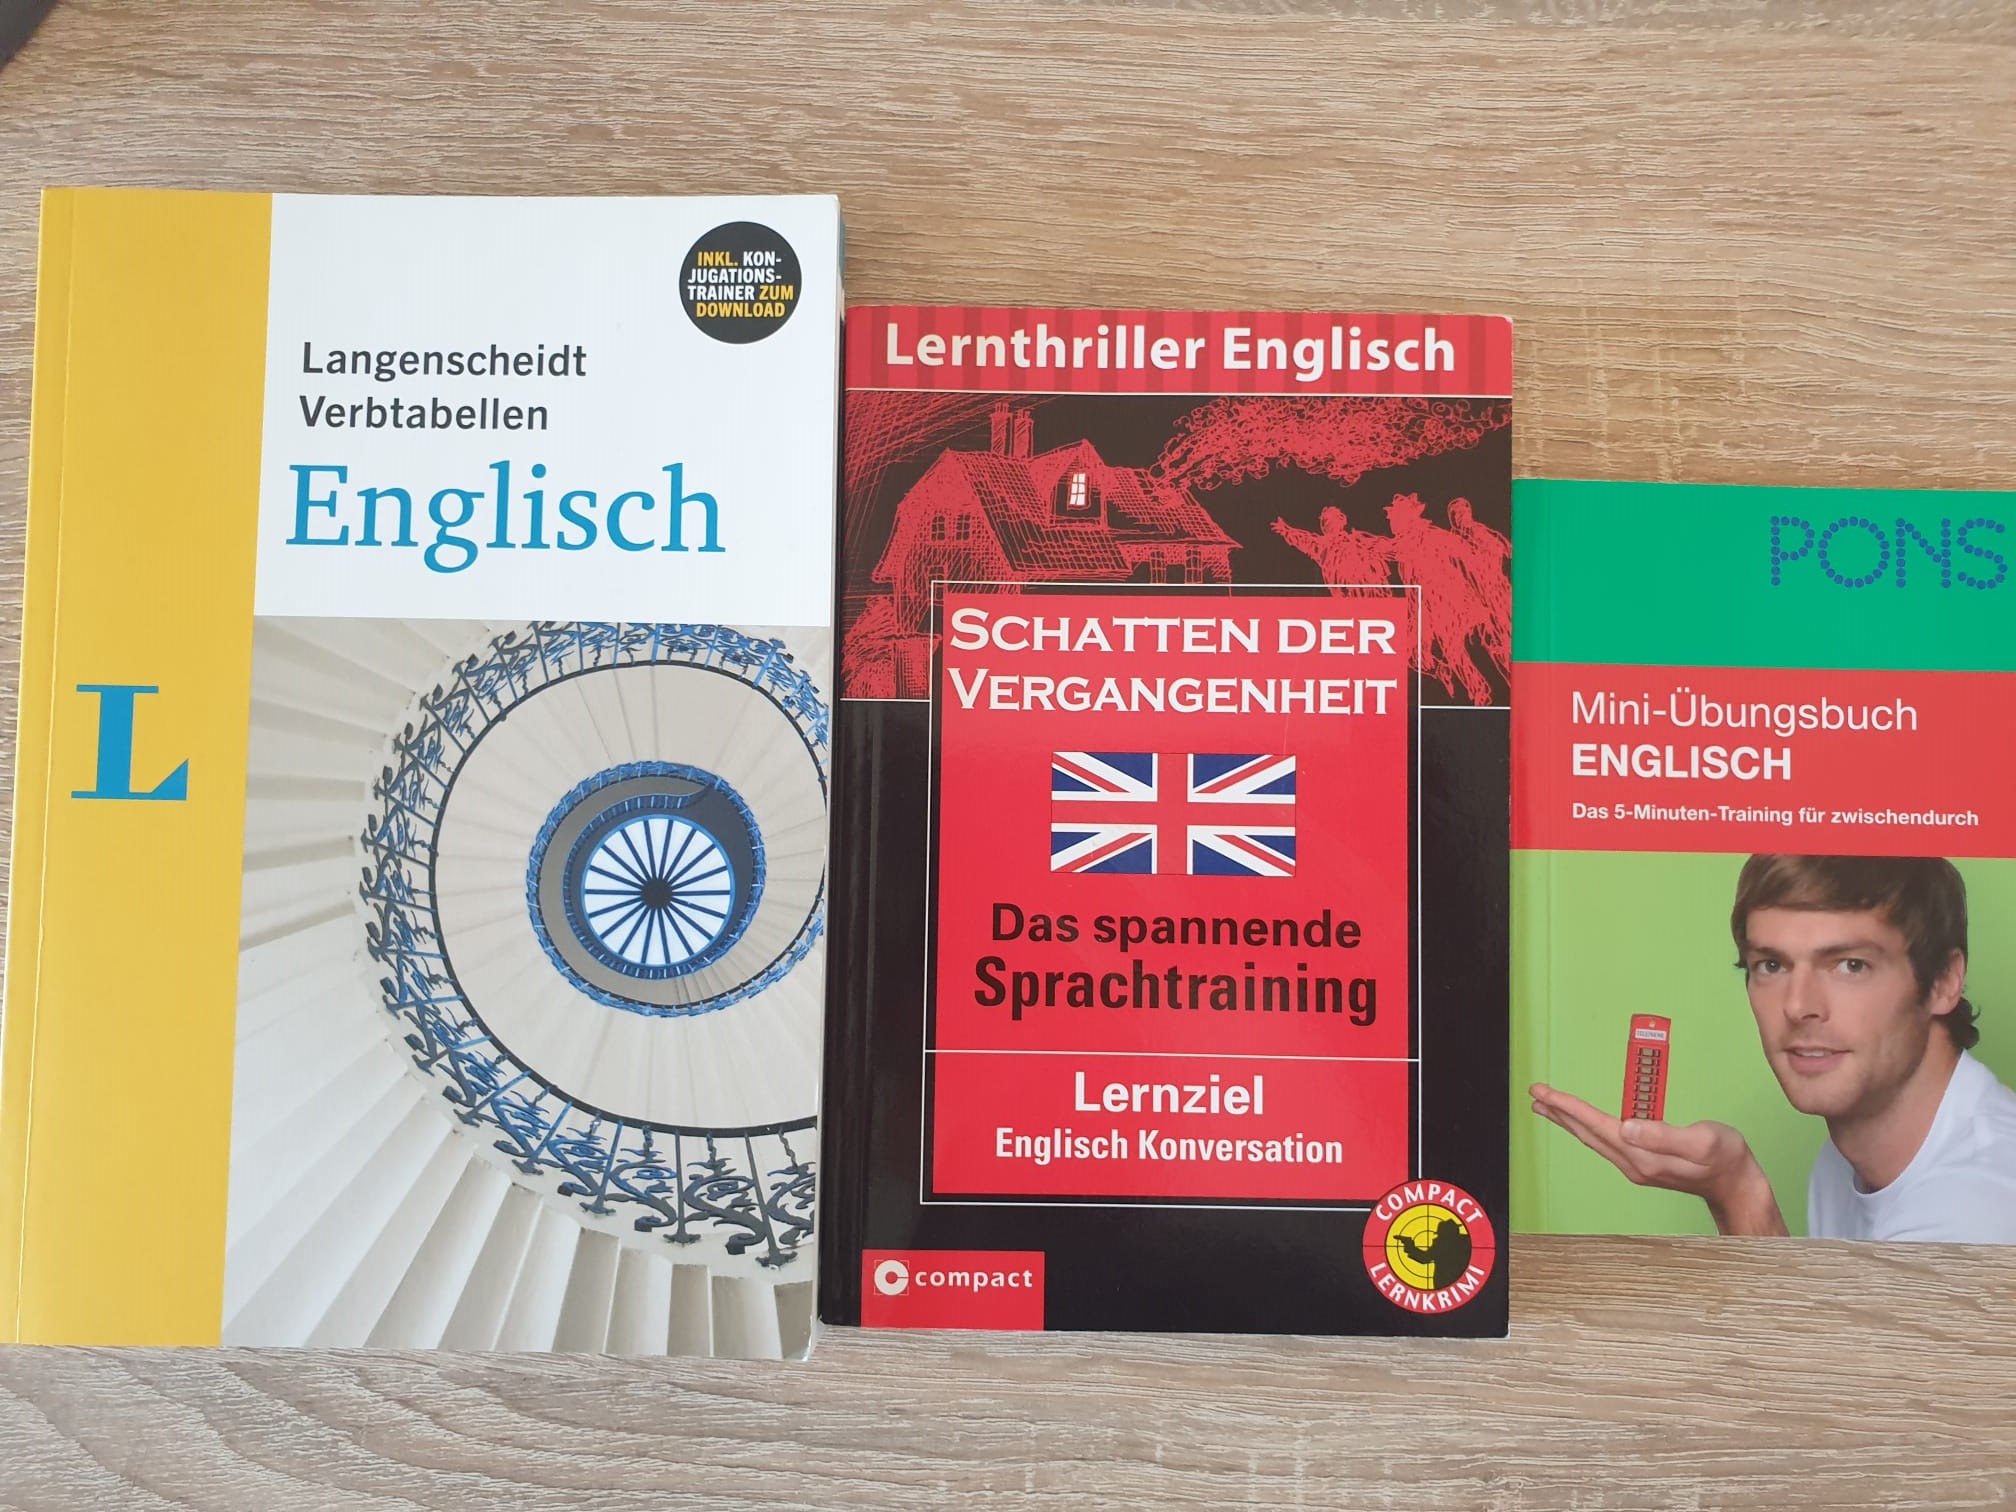 INKL. KON-
JUGATIONS-
TRAINER ZUM
DOWNLOAD
Langenscheidt
Verbtabellen
Englisch
L
Lernthriller Englisch
SCHATTEN DER
VERGANGENHEIT
Das spannende
Sprachtraining
Lernziel
Englisch Konversation
compact
COMPACT
LERNKRIMI
PONS
Mini-Übungsbuch
ENGLISCH
Das 5-Minuten-Training für zwischendurch
TELEPHONE